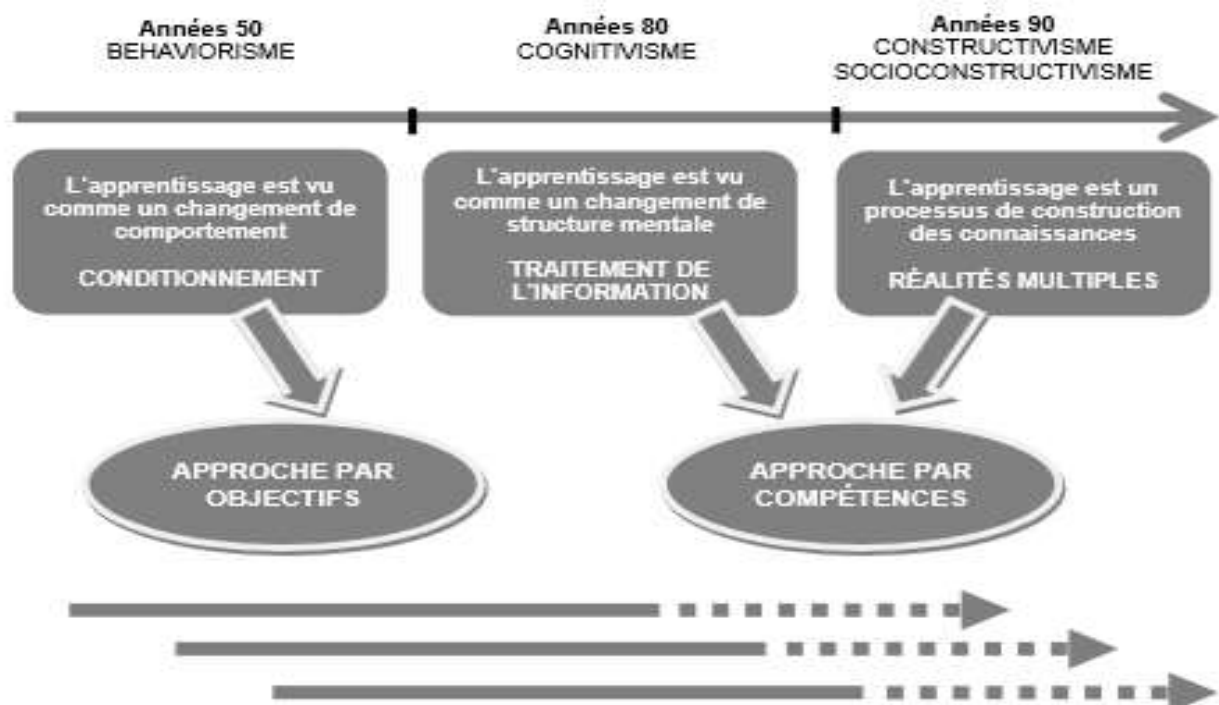 Années 50
BEHAVIORISME
Années 80
COGNITIVISME
Années 90
CONSTRUCTIVISME
SOCIOCONSTRUCTIVISME
L'apprentissage est vu
comme un changement de
comportement
CONDITIONNEMENT
L'apprentissage est vu
comme un changement de
structure mentale
TRAITEMENT DE
L'INFORMATION
L'apprentissage est un
processus de construction
des connaissances
RÉALITÉS MULTIPLES
APPROCHE PAR
OBJECTIFS
APPROCHE PAR
COMPÉTENCES